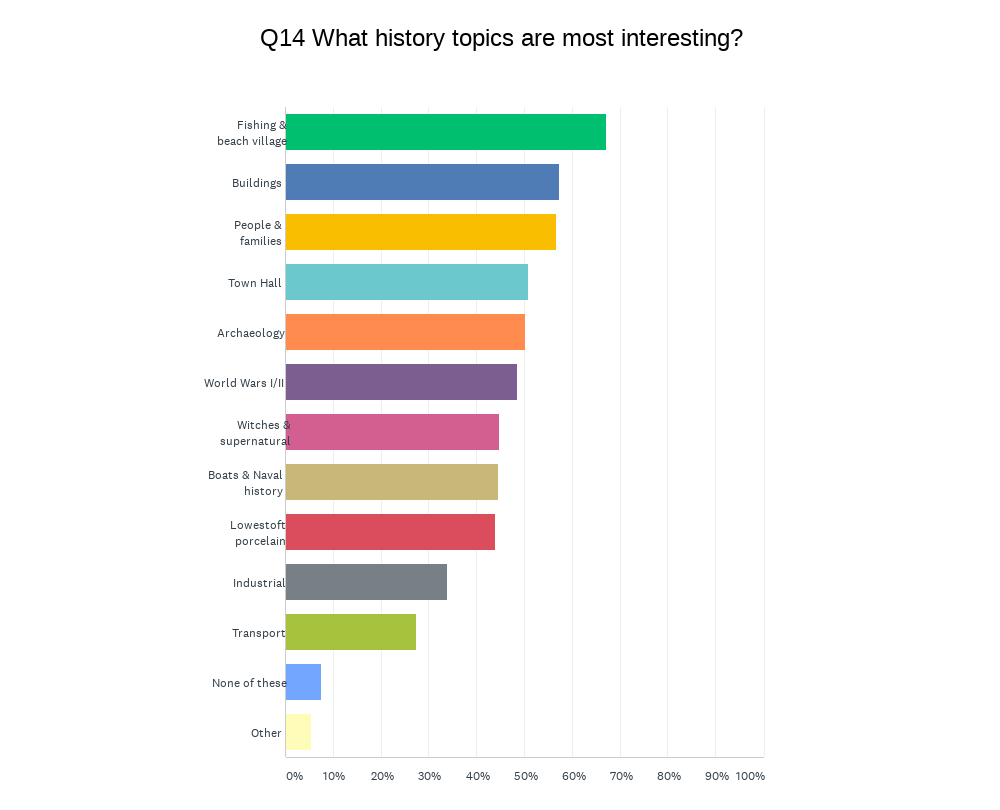 Q14 What history topics are most interesting?
Fishing &
beach village
Buildings
People &
families
Town Hall
Archaeology
World Wars I/II
Witches &
supernatural
Boats & Naval
history
Lowestoft
porcelain
Industrial
Transport
None of these
Other
0% 10% 20% 30% 40% 50% 60% 70% 80% 90% 100%